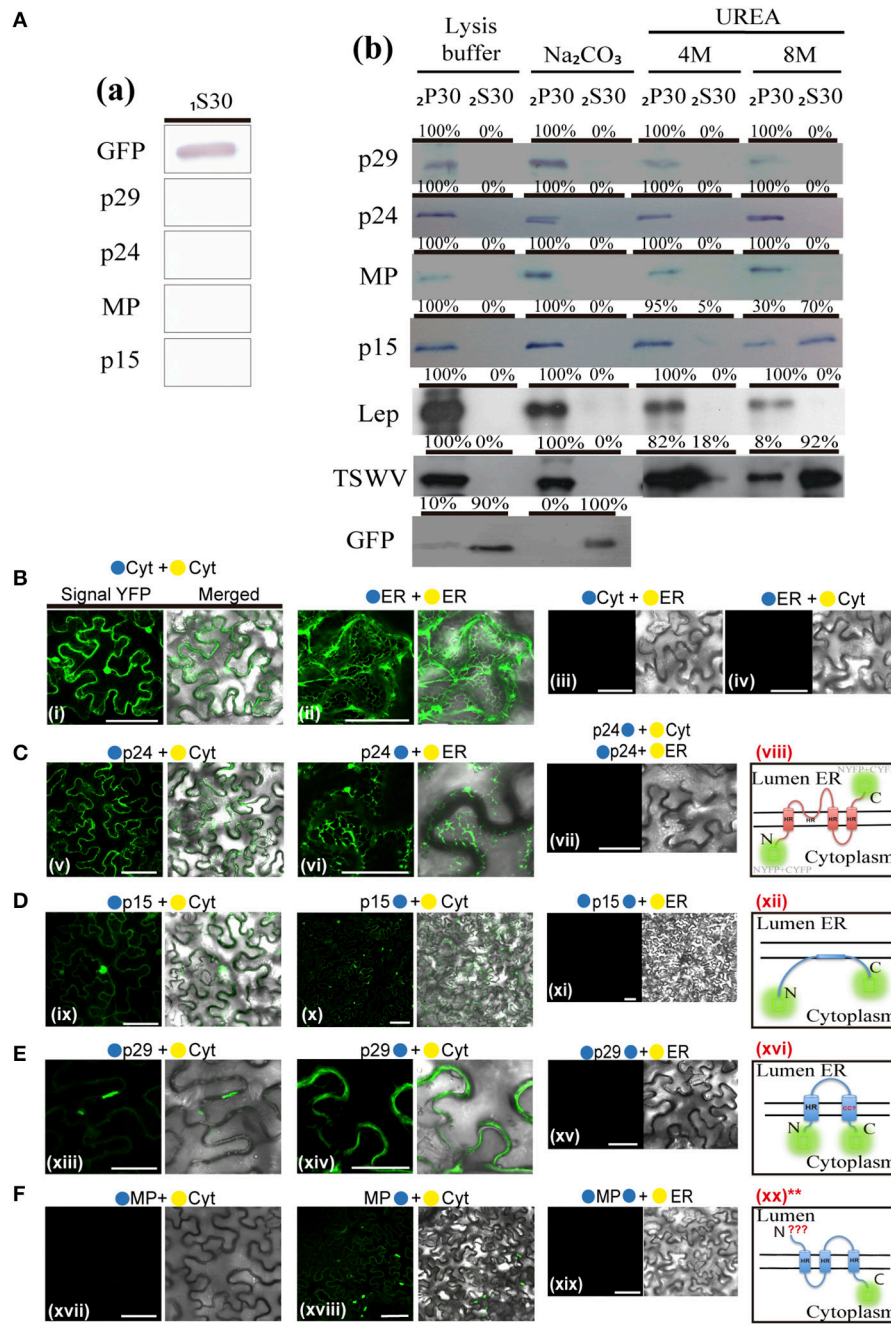 A
(a)
₁S30
GFP
p29
p24
MP
p15
(b)
Lysis buffer Na₂CO₃ UREA
4M 8M
₂P30 ₂S30 ₂P30 ₂S30 ₂P30 ₂S30 ₂P30 ₂S30
100% 0% 100% 0% 100% 0% 100% 0%
p29
100% 0% 100% 0% 100% 0% 100% 0%
p24
100% 0% 100% 0% 100% 0% 100% 0%
MP
100% 0% 100% 0% 95% 5% 30% 70%
p15
100% 0% 100% 0% 100% 0% 100% 0%
Lep
100% 0% 100% 0% 82% 18% 8% 92%
TSWV
10% 90% 0% 100%
GFP
B
Cyt + Cyt
Signal YFP Merged
ER + ER
Cyt + ER
ER + Cyt
(i)
(ii)
(iii)
(iv)
C
p24 + Cyt
p24 + ER
p24 + Cyt
p24+ ER
(v)
(vi)
(vii)
(viii)
Lumen ER
NYFP+CYFP
C
HR HR HR HR
N
Cytoplasm
NYFP+CYFP
D
p15 + Cyt
p15 + Cyt
p15 + ER
(ix)
(x)
(xi)
(xii)
Lumen ER
N C
Cytoplasm
E
p29 + Cyt
p29 + Cyt
p29 + ER
(xiii)
(xiv)
(xv)
(xvi)
Lumen ER
HR CC?
N C
Cytoplasm
F
MP+ Cyt
MP + Cyt
MP + ER
(xvii)
(xviii)
(xix)
(xx)**
Lumen
N ???
HR HR HR
C
Cytoplasm